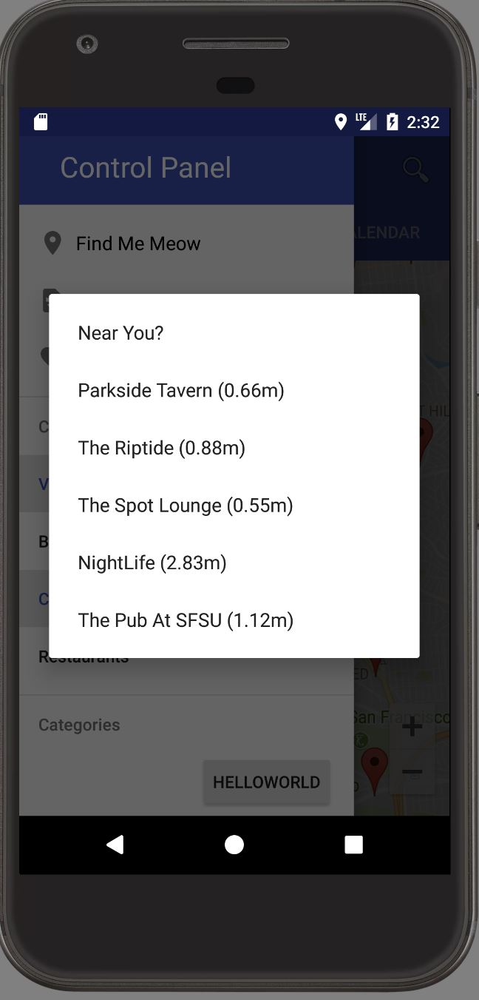 LTE 2:32
Control Panel
ALENDAR
Find Me Meow
Near You?
Parkside Tavern (0.66m)
T HIL
The Riptide (0.88m)
C
The Spot Lounge (0.55m)
V
NightLife (2.83m)
B
The Pub At SFSU (1.12m)
C
Restaurants
ED
San Francisco
Categories
HELLOWORLD